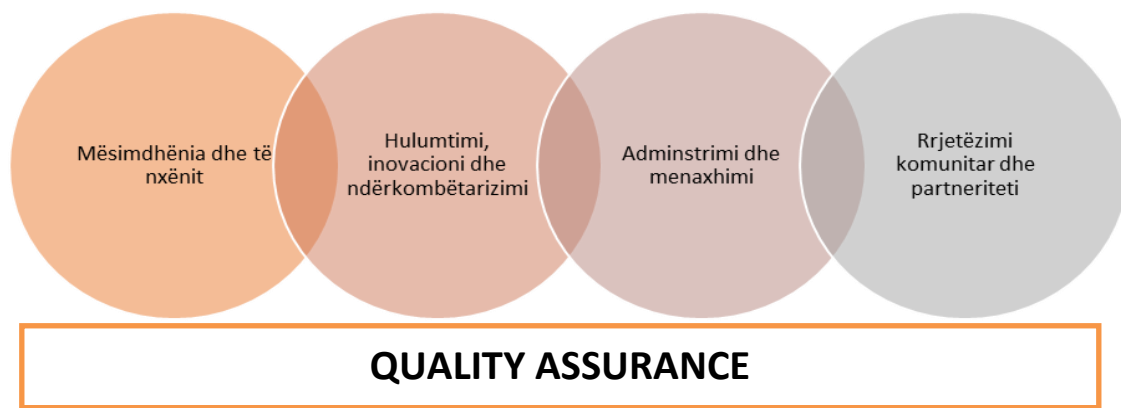 Mësimdhënia dhe të
nxënit
Hulumtimi,
inovacioni dhe
ndërkombëtarizimi
Adminstrimi dhe
menaxhimi
Rrjetëzimi
komunitar dhe
partneriteti
QUALITY ASSURANCE